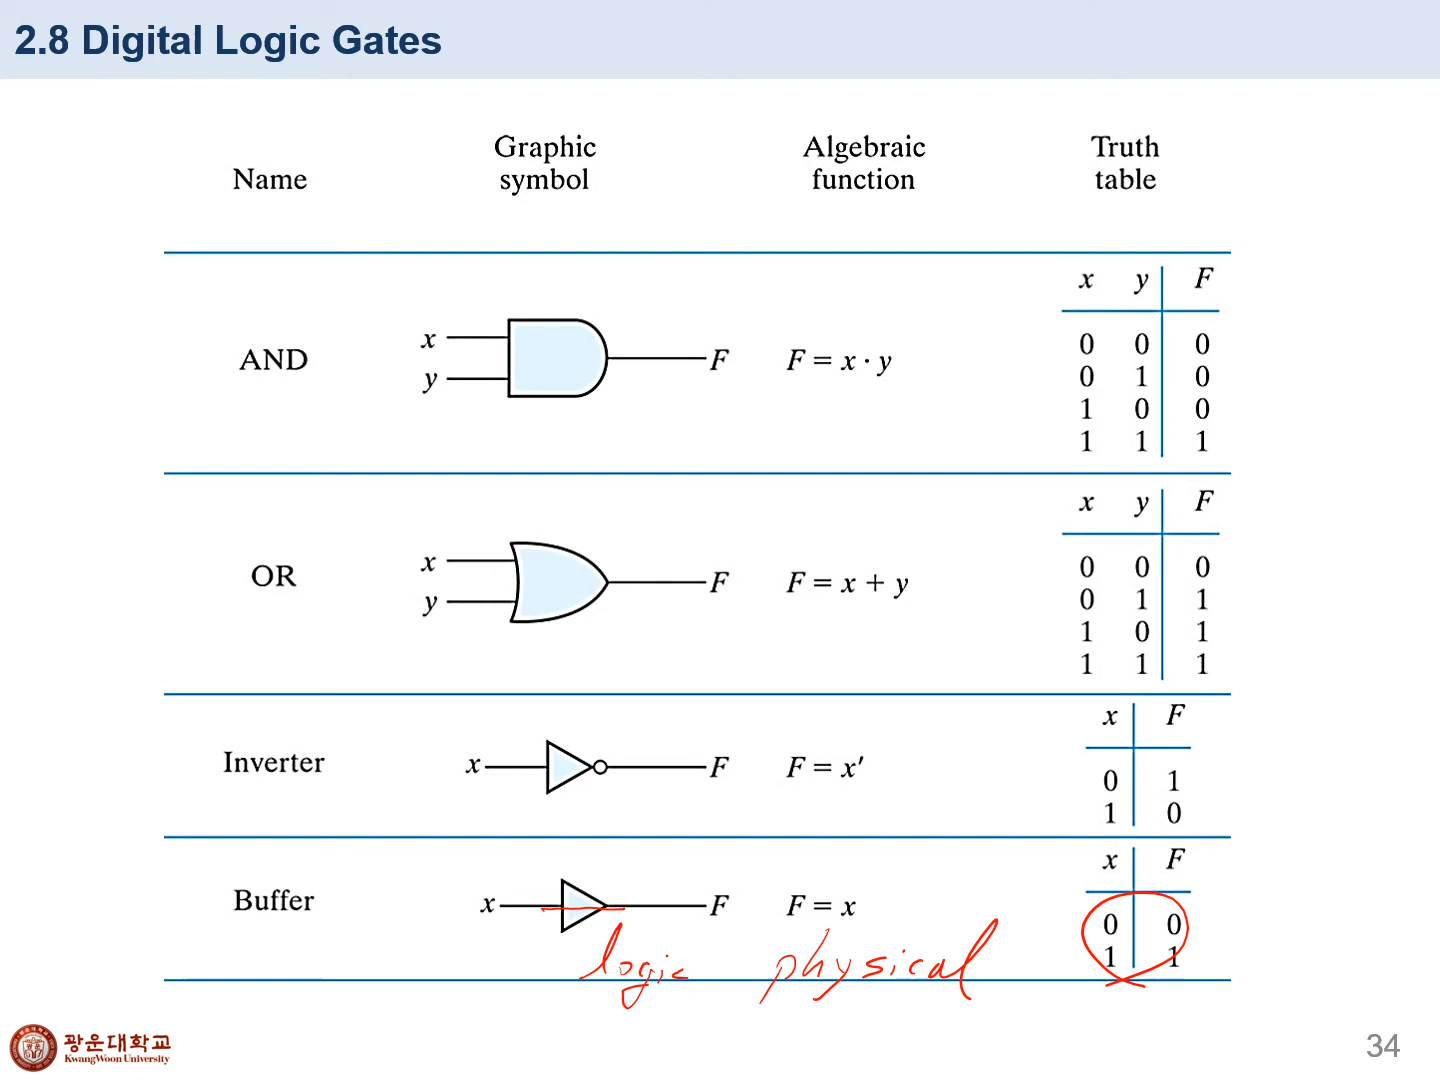 2.8 Digital Logic Gates
Name
Graphic symbol
Algebraic function
Truth table
AND
x
y
F
F = x · y
x y F
0 0 0
0 1 0
1 0 0
1 1 1
OR
x
y
F
F = x + y
x y F
0 0 0
0 1 1
1 0 1
1 1 1
Inverter
x
F
F = x′
x F
0 1
1 0
Buffer
x
F
F = x
x F
0 0
1 1
logic physical
광운대학교
KwangWoon University
34